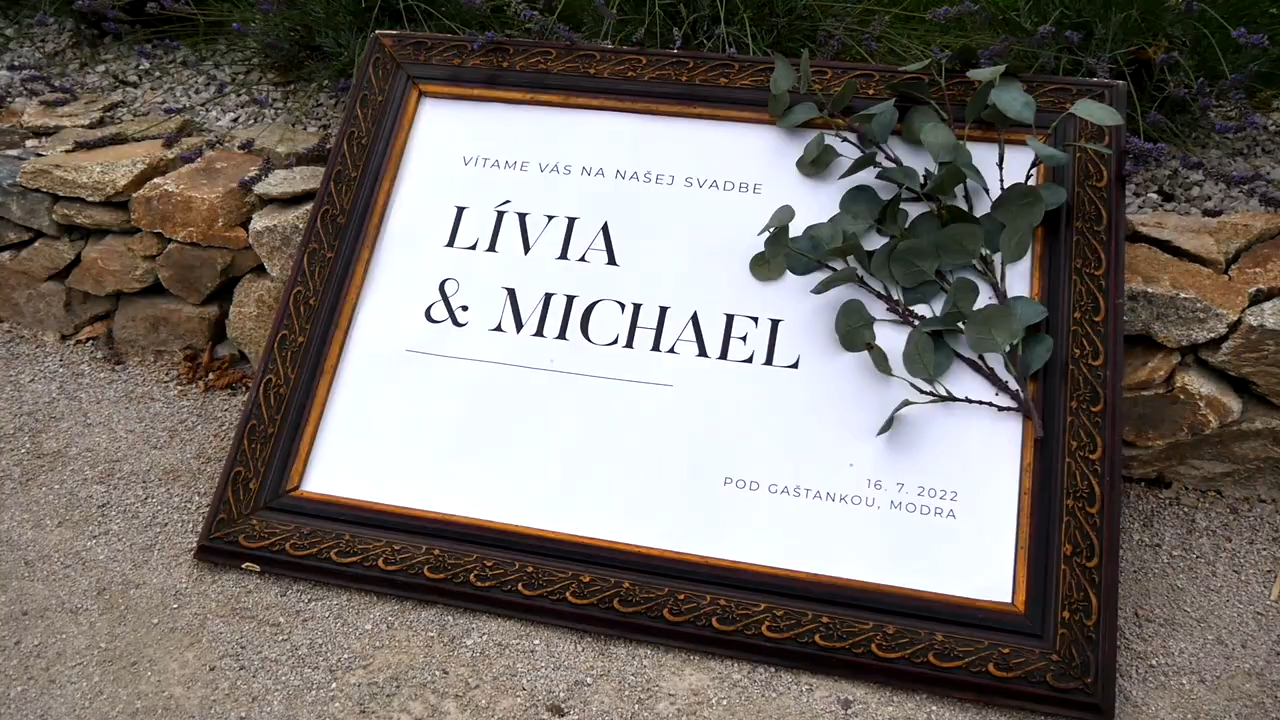 VÍTAME VÁS NA NAŠEJ SVADBE
LÍVIA
& MICHAEL
16. 7. 2022
POD GAŠTANKOU, MODRA